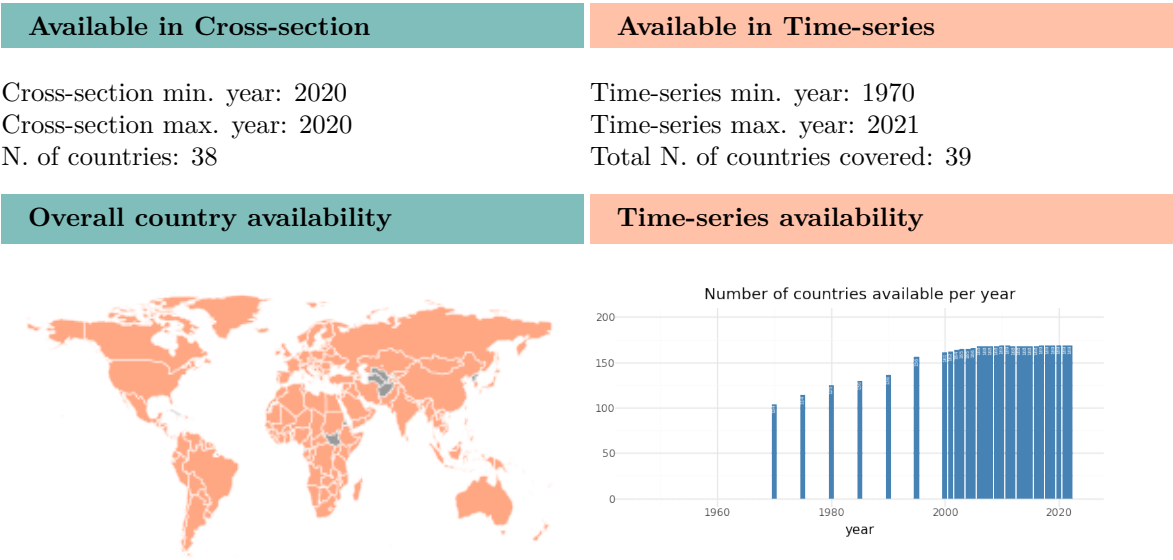 Available in Cross-section
Available in Time-series
Cross-section min. year: 2020
Cross-section max. year: 2020
N. of countries: 38
Time-series min. year: 1970
Time-series max. year: 2021
Total N. of countries covered: 39
Overall country availability
Time-series availability
Number of countries available per year
200
150
100
50
0
1960
1980
2000
2020
year